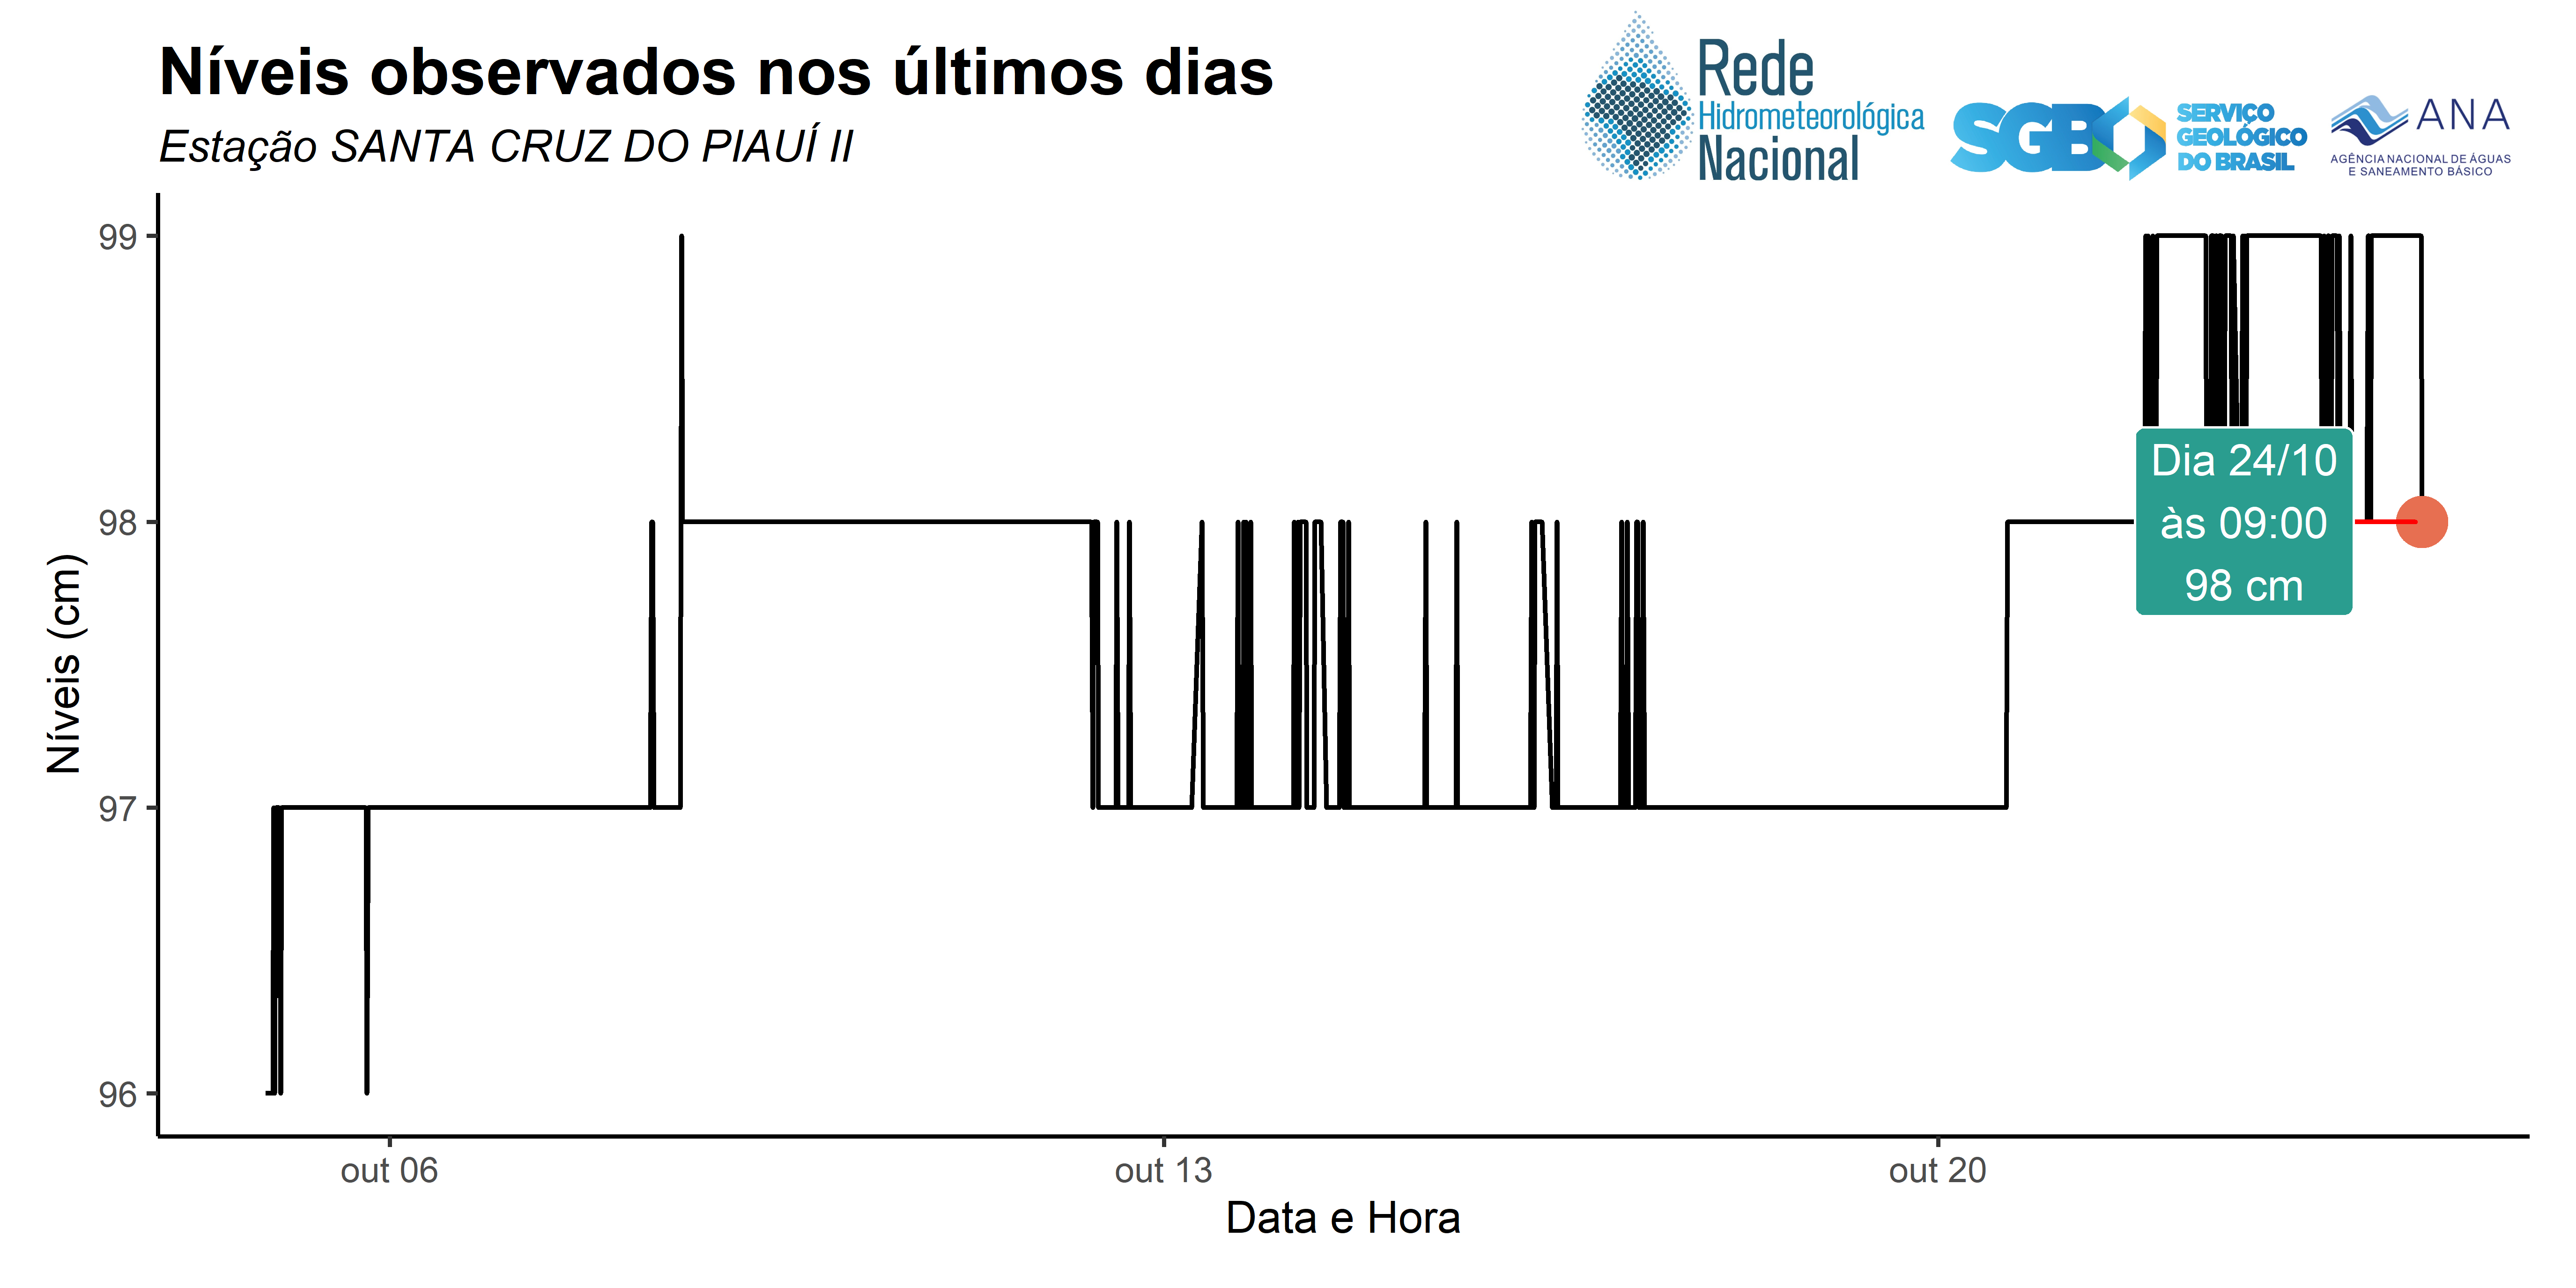 Níveis observados nos últimos dias
Estação SANTA CRUZ DO PIAUÍ II
Rede
Hidrometeorológica
Nacional
SGB
SERVIÇO
GEOLÓGICO
DO BRASIL
ANA
AGÊNCIA NACIONAL DE ÁGUAS
E SANEAMENTO BÁSICO
Níveis (cm)
99
98
97
96
Dia 24/10
às 09:00
98 cm
out 06
out 13
out 20
Data e Hora